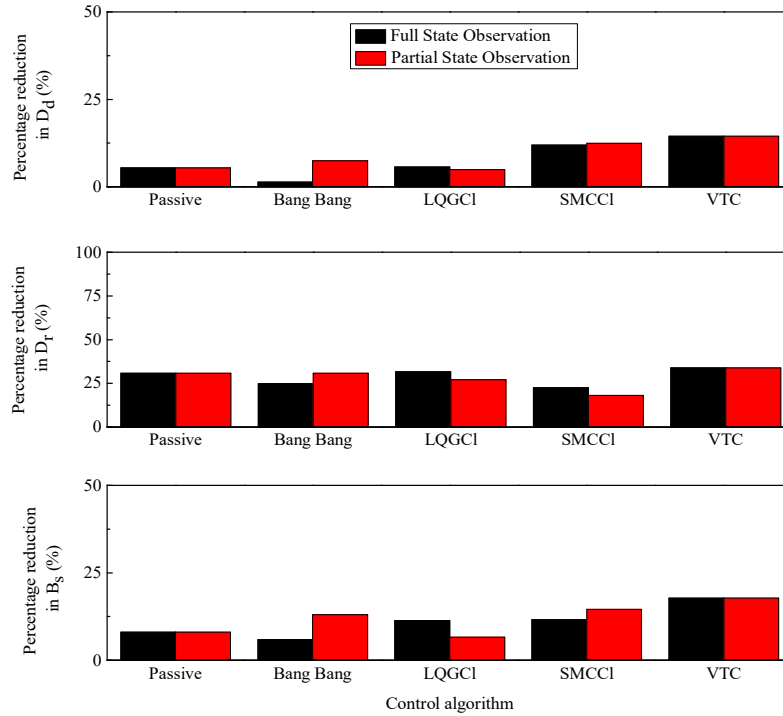 Percentage reduction
in Dd (%)
50
25
0
Full State Observation
Partial State Observation
Passive Bang Bang LQGCl SMCCl VTC
Percentage reduction
in Dr (%)
100
75
50
25
0
Passive Bang Bang LQGCl SMCCl VTC
Percentage reduction
in Bs (%)
50
25
0
Passive Bang Bang LQGCl SMCCl VTC
Control algorithm